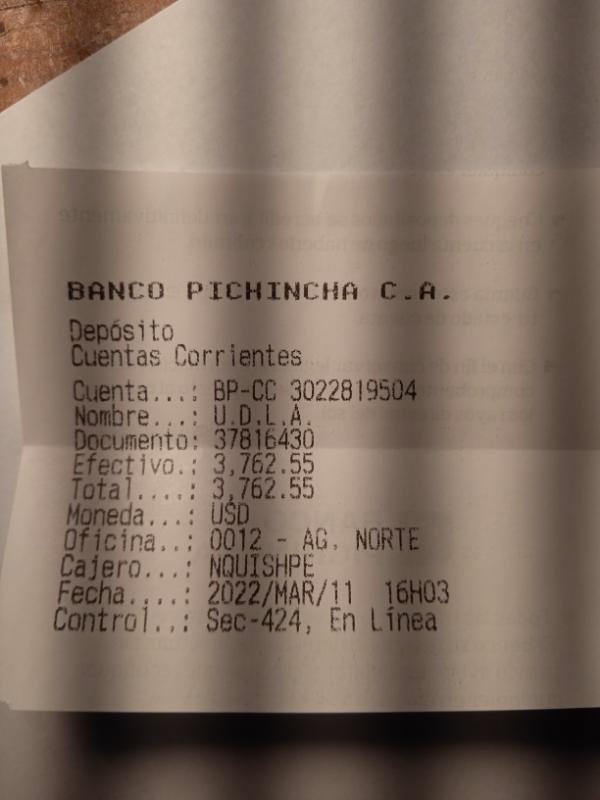 BANCO PICHINCHA C.A.
Depósito
Cuentas Corrientes
Cuenta...: BP-CC 3022819504
Nombre...: U.D.L.A.
Documento: 37816430
Efectivo.: 3,762.55
Total....: 3,762.55
Moneda...: USD
Oficina..: 0012 - AG. NORTE
Cajero...: NQUISHPE
Fecha....: 2022/MAR/11 16H03
Control..: Sec-424, En Línea